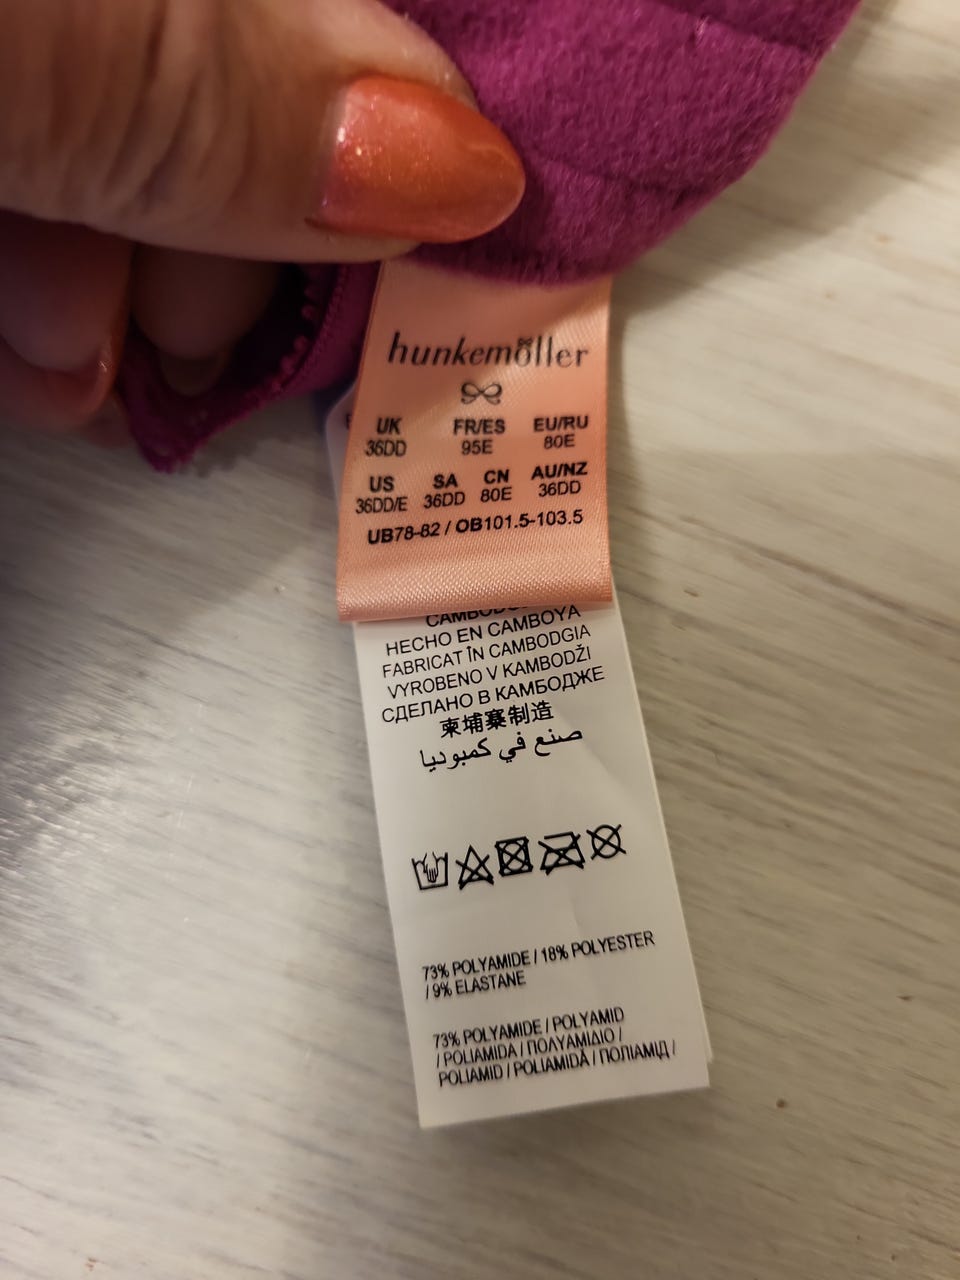 hunkemöller
UK FR/ES EU/RU
36DD 95E 80E
US SA CN AU/NZ
36DD/E 36DD 80E 36DD
UB78-82 / OB101.5-103.5
HECHO EN CAMBOYA
FABRICAT ÎN CAMBODGIA
VYROBENO V KAMBODŽI
СДЕЛАНО В КАМБОДЖЕ
柬埔寨制造
صنع في كمبوديا
73% POLYAMIDE / 18% POLYESTER
/ 9% ELASTANE
73% POLYAMIDE / POLYAMID
/ POLIAMIDA / ΠΟΛΥΑΜΙΔΙΟ /
POLIAMID / POLIAMIDĂ / ПОЛІАМІД /